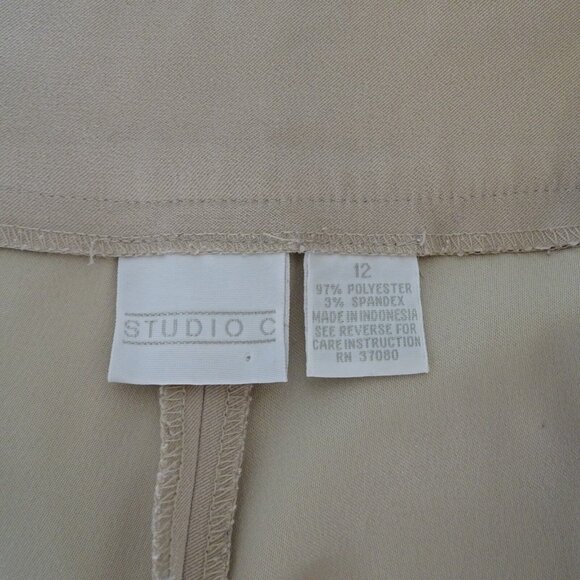 STUDIO C
12
97% POLYESTER
3% SPANDEX
MADE IN INDONESIA
SEE REVERSE FOR
CARE INSTRUCTION
RN 37080